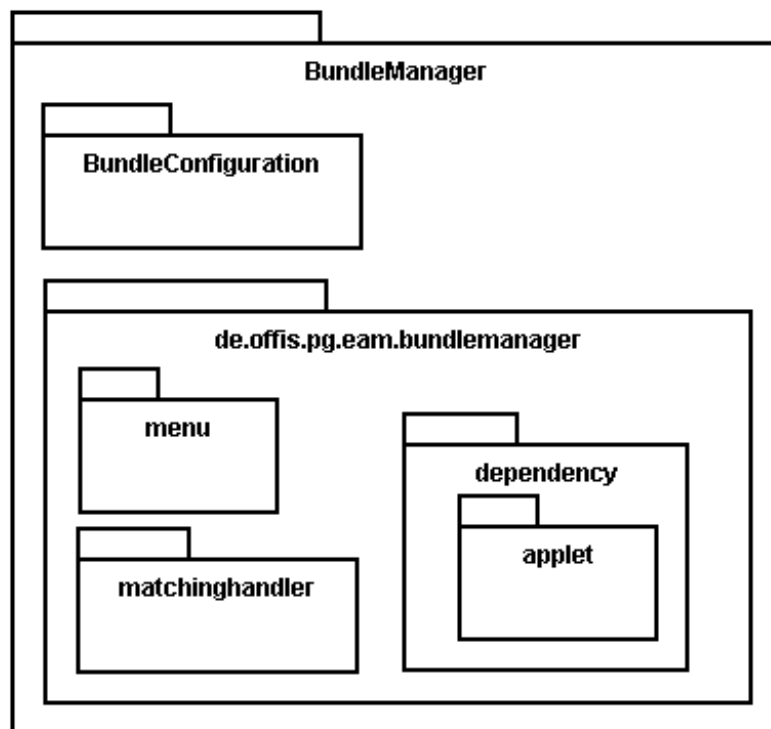 BundleManager
BundleConfiguration
de.offis.pg.eam.bundlemanager
menu
dependency
applet
matchinghandler